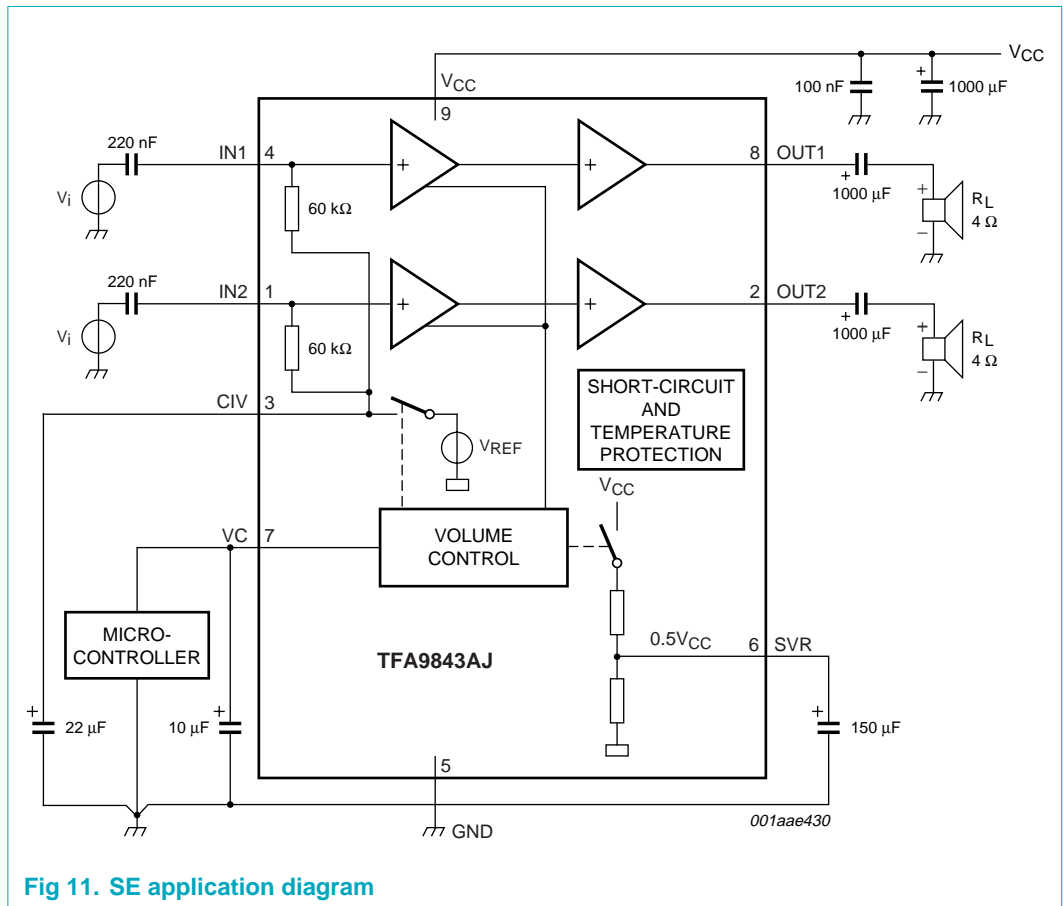 VCC
VCC
100 nF
1000 μF
9
220 nF
IN1 4
8 OUT1
Vi
60 kΩ
1000 μF
RL
4 Ω
220 nF
IN2 1
2 OUT2
Vi
60 kΩ
1000 μF
RL
4 Ω
CIV 3
VREF
SHORT-CIRCUIT
AND
TEMPERATURE
PROTECTION
VCC
VC 7
VOLUME
CONTROL
MICRO-
CONTROLLER
0.5VCC
6 SVR
TFA9843AJ
22 μF
10 μF
150 μF
5
GND
001aae430
Fig 11. SE application diagram